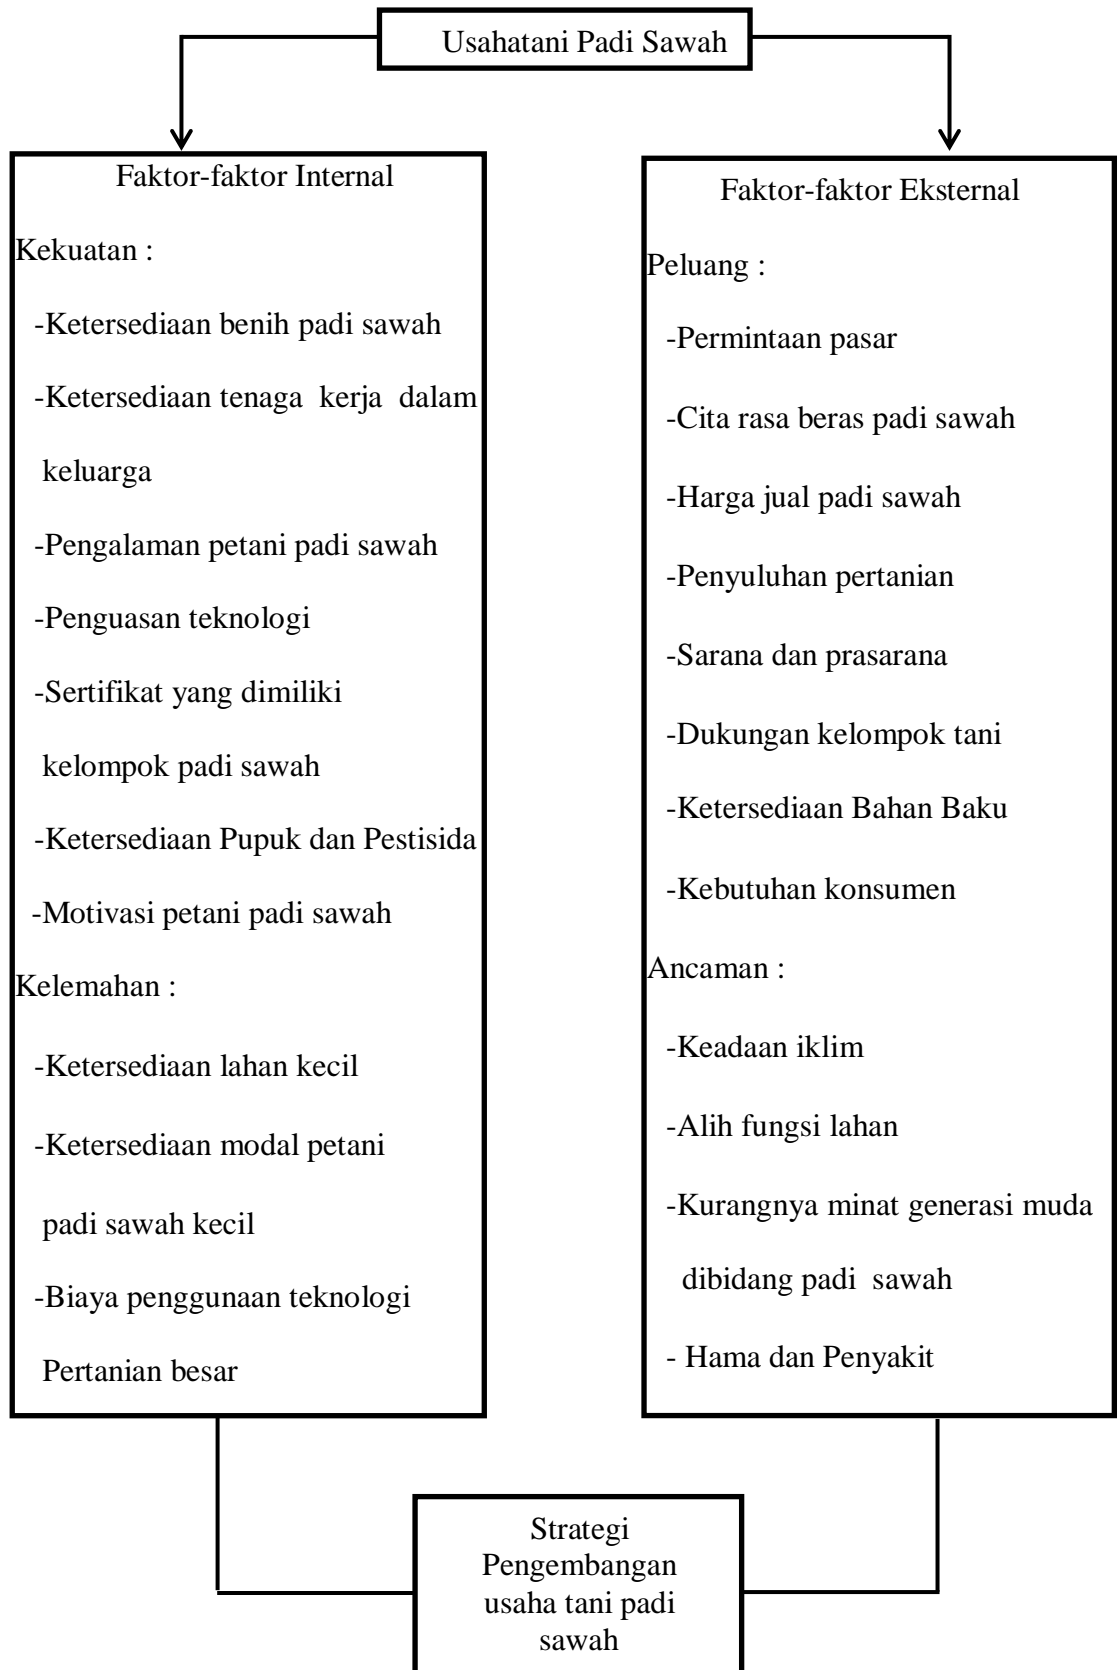 Usahatani Padi Sawah
Faktor-faktor Internal
Kekuatan :
-Ketersediaan benih padi sawah
-Ketersediaan tenaga kerja dalam
keluarga
-Pengalaman petani padi sawah
-Penguasan teknologi
-Sertifikat yang dimiliki
kelompok padi sawah
-Ketersediaan Pupuk dan Pestisida
-Motivasi petani padi sawah
Kelemahan :
-Ketersediaan lahan kecil
-Ketersediaan modal petani
padi sawah kecil
-Biaya penggunaan teknologi
Pertanian besar
Faktor-faktor Eksternal
Peluang :
-Permintaan pasar
-Cita rasa beras padi sawah
-Harga jual padi sawah
-Penyuluhan pertanian
-Sarana dan prasarana
-Dukungan kelompok tani
-Ketersediaan Bahan Baku
-Kebutuhan konsumen
Ancaman :
-Keadaan iklim
-Alih fungsi lahan
-Kurangnya minat generasi muda
dibidang padi sawah
- Hama dan Penyakit
Strategi
Pengembangan
usaha tani padi
sawah